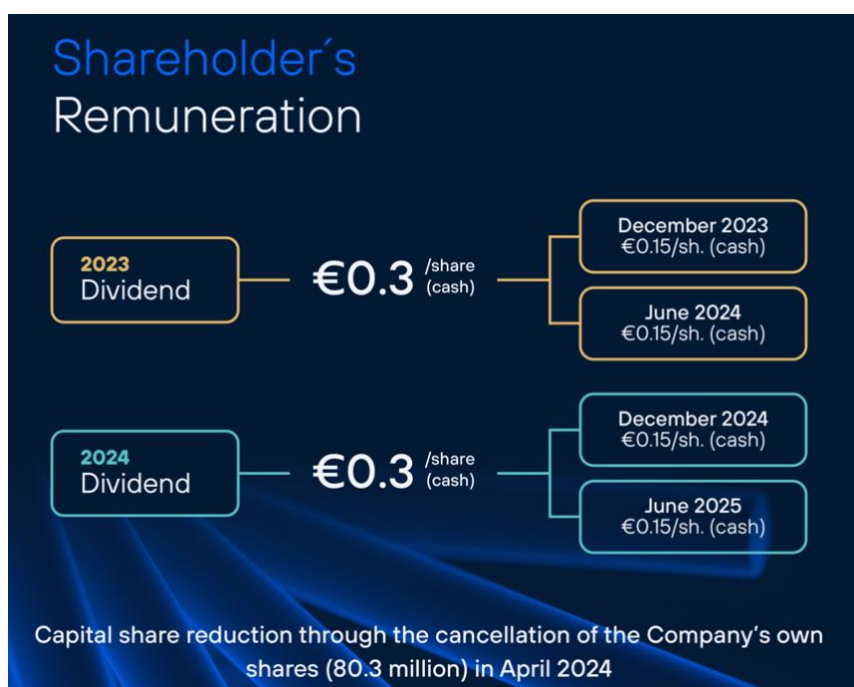 Shareholder´s
Remuneration
2023
Dividend
€0.3 /share
(cash)
December 2023
€0.15/sh. (cash)
June 2024
€0.15/sh. (cash)
2024
Dividend
€0.3 /share
(cash)
December 2024
€0.15/sh. (cash)
June 2025
€0.15/sh. (cash)
Capital share reduction through the cancellation of the Company's own
shares (80.3 million) in April 2024